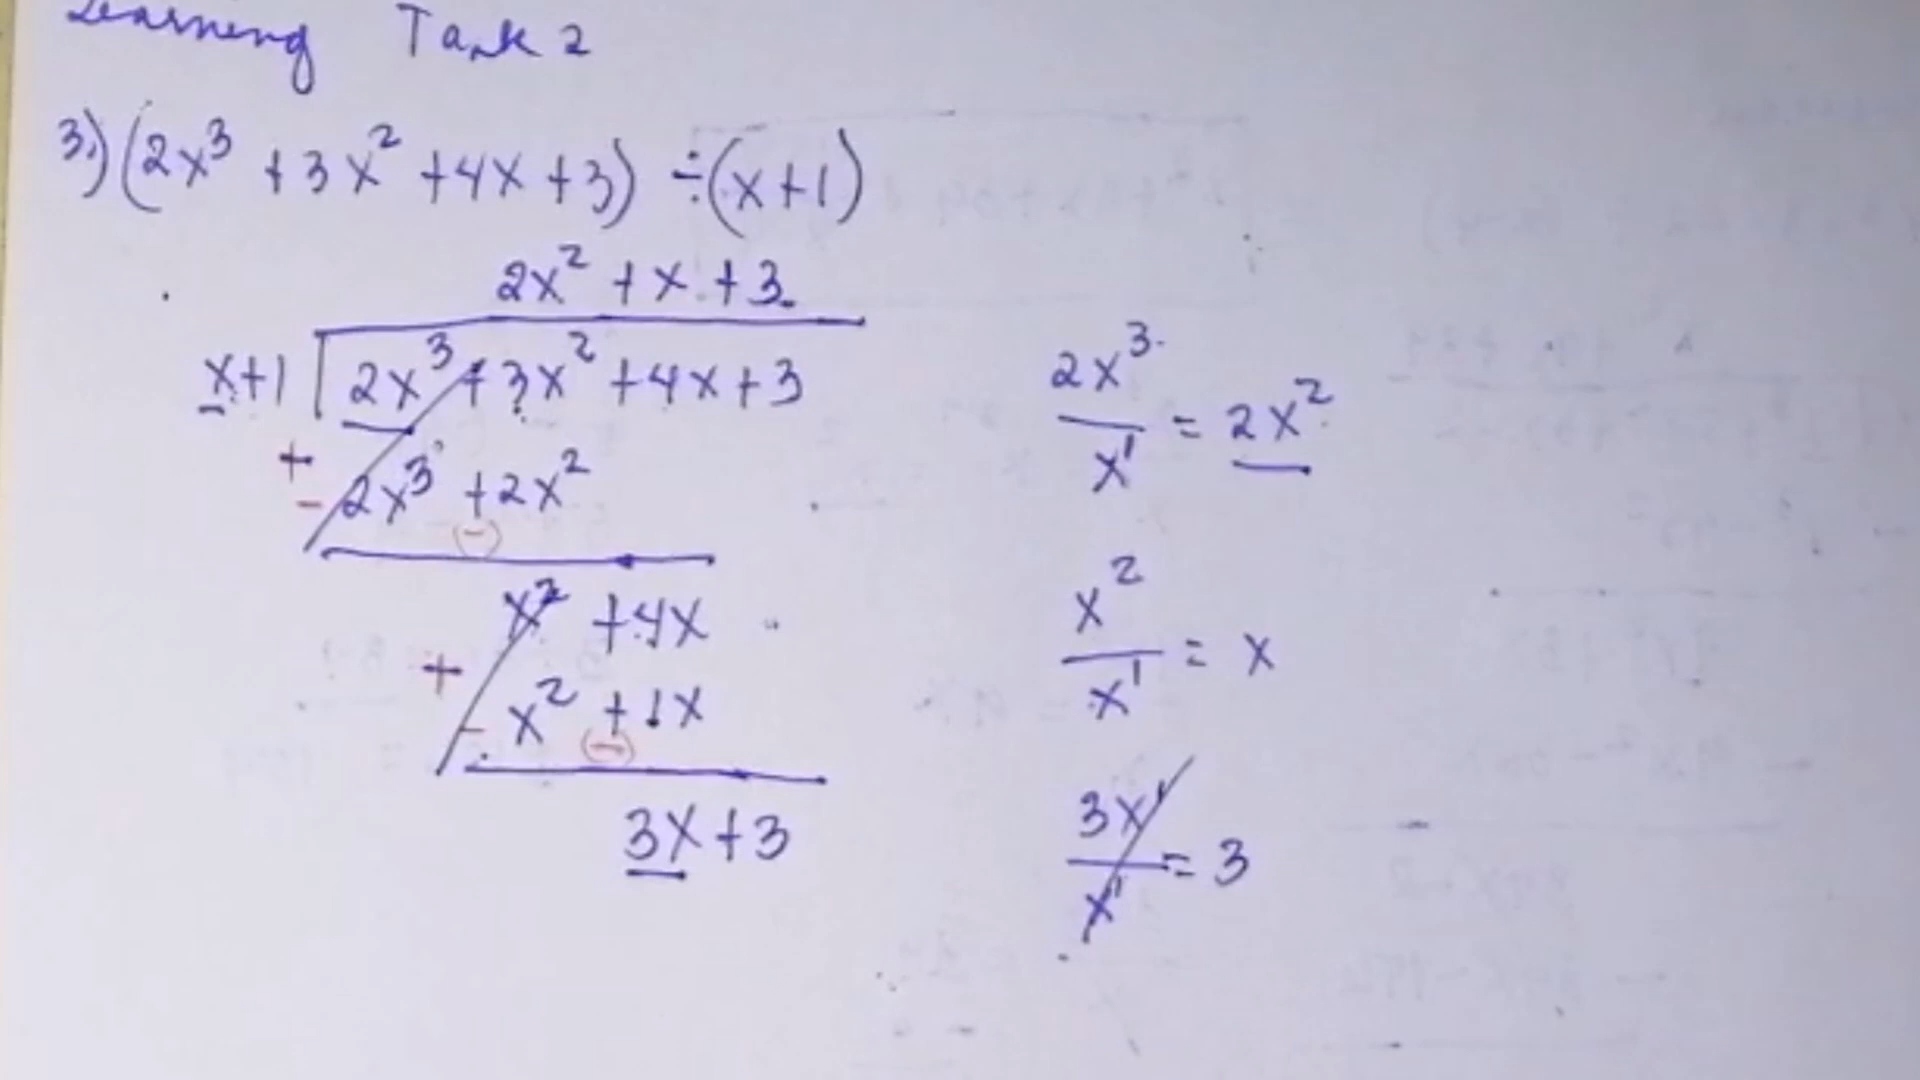 Learning Task 2
3.) (2x³ + 3x² + 4x + 3) ÷ (x+1)
2x² + x + 3
x+1 2x³ + 3x² + 4x + 3
+
- 2x³ + 2x²
(-)
x² + 4x
+
- x² + 1x
(-)
3x + 3
2x³
x¹ = 2x²
x²
x¹ = x
3x¹
x¹ = 3